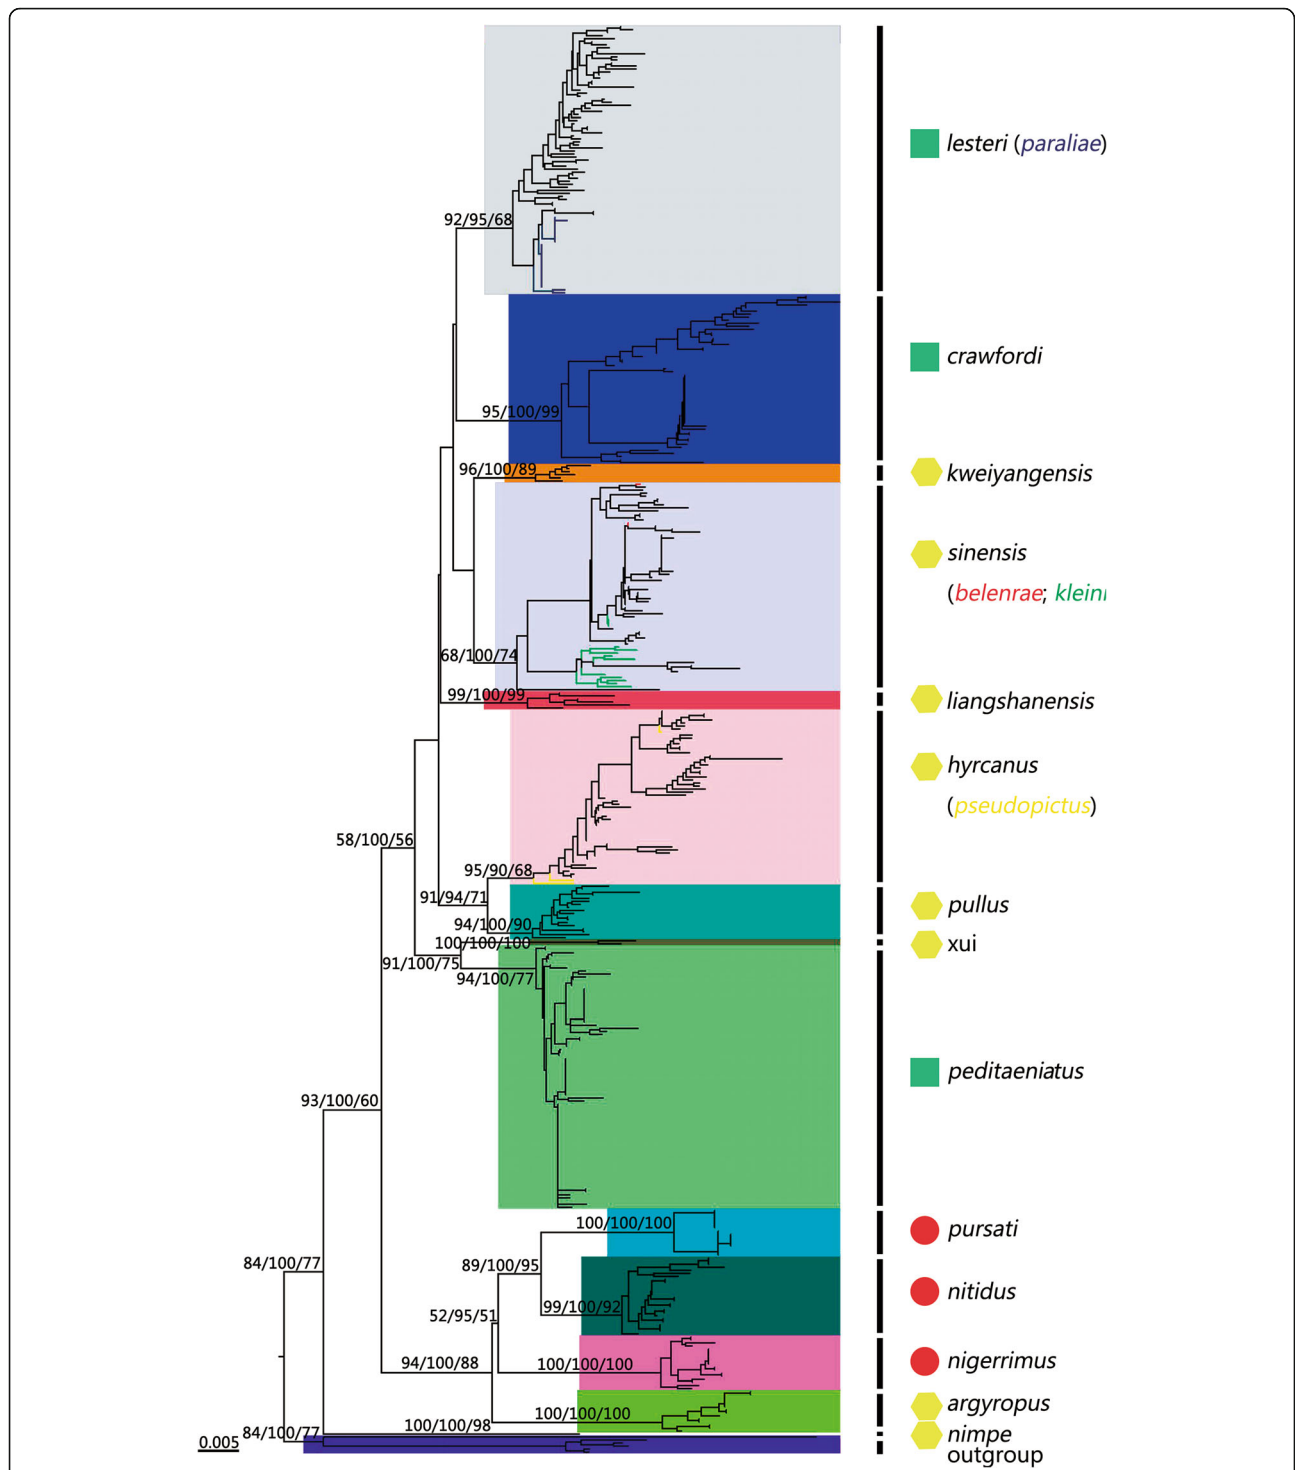 lesteri (paraliae)
92/95/68
crawfordi
95/100/99
96/100/89
kweiyangensis
sinensis
(belenrae; kleini
68/100/74
99/100/99
liangshanensis
hyrcanus
(pseudopictus)
58/100/56
95/90/68
91/94/71
pullus
94/100/90
100/100/100
xui
91/100/75
94/100/77
peditaeniatus
93/100/60
100/100/100
pursati
84/100/77
89/100/95
nitidus
99/100/92
52/95/51
94/100/88
100/100/100
nigerrimus
argyropus
100/100/100
100/100/98
84/100/77
nimpe
0.005
outgroup